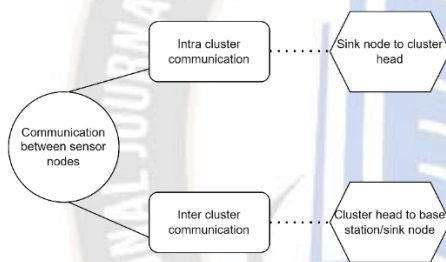 Intra cluster
communication
Sink node to cluster
head
Communication
between sensor
nodes
Inter cluster
communication
Cluster head to base
station/sink node